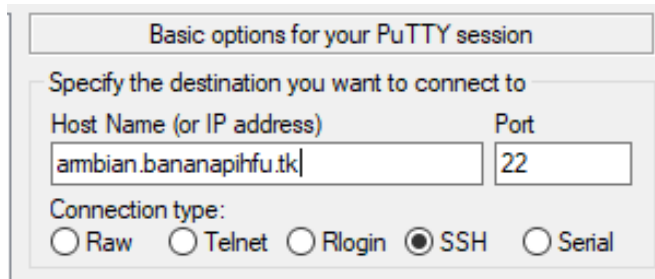 Basic options for your PuTTY session
Specify the destination you want to connect to
Host Name (or IP address) Port
armbian.bananapihfu.tk 22
Connection type:
Raw Telnet Rlogin SSH Serial